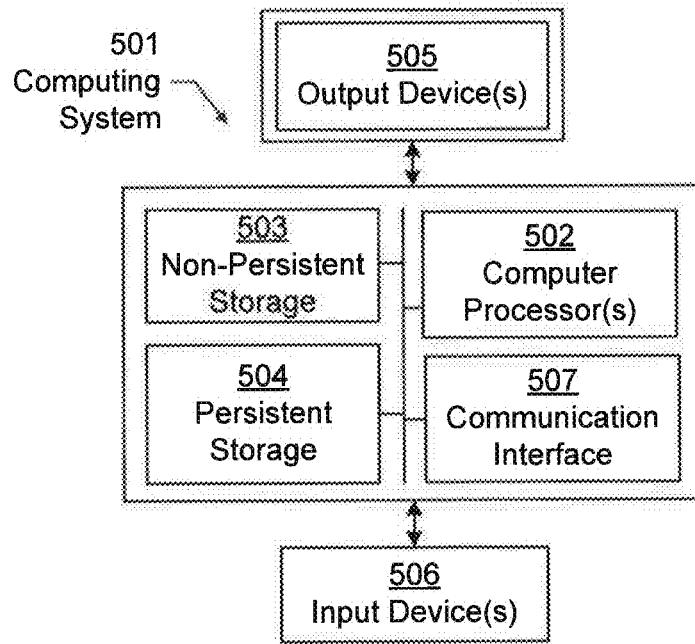 501
Computing
System
505
Output Device(s)
503
Non-Persistent
Storage
502
Computer
Processor(s)
504
Persistent
Storage
507
Communication
Interface
506
Input Device(s)